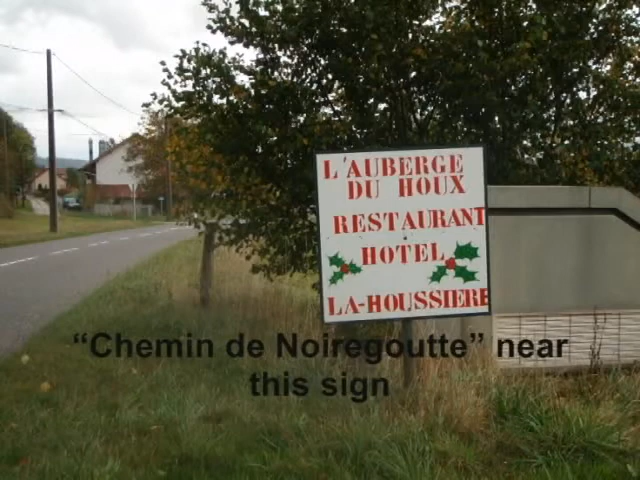 L'AUBERGE
DU HOUX
RESTAURANT
HOTEL
LA-HOUSSIERE
“Chemin de Noiregoutte” near
this sign